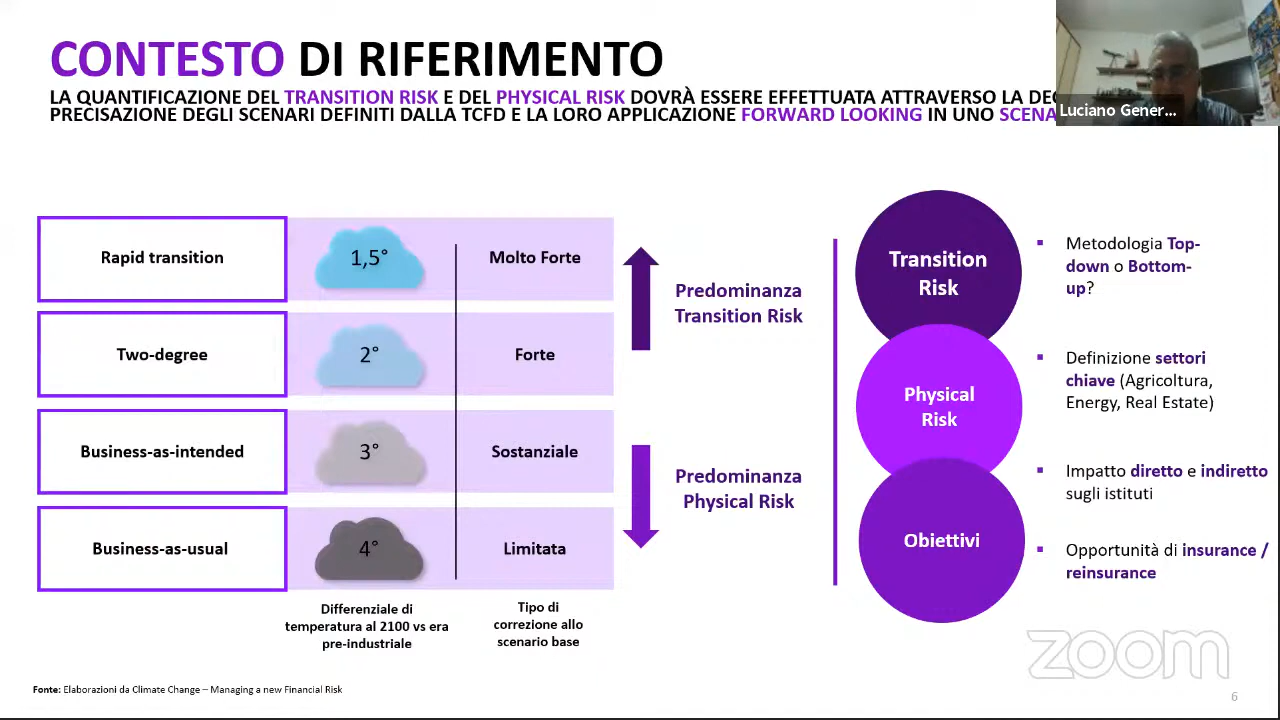 CONTESTO DI RIFERIMENTO
LA QUANTIFICAZIONE DEL TRANSITION RISK E DEL PHYSICAL RISK DOVRÀ ESSERE EFFETTUATA ATTRAVERSO LA
PRECISAZIONE DEGLI SCENARI DEFINITI DALLA TCFD E LA LORO APPLICAZIONE FORWARD LOOKING IN UNO
Luciano Gener...
Rapid transition
1,5°
Molto Forte
Two-degree
2°
Forte
Business-as-intended
3°
Sostanziale
Business-as-usual
4°
Limitata
Differenziale di
temperatura al 2100 vs era
pre-industriale
Tipo di
correzione allo
scenario base
Predominanza
Transition Risk
Predominanza
Physical Risk
Transition
Risk
Physical
Risk
Obiettivi
▪ Metodologia Top-
down o Bottom-
up?
▪ Definizione settori
chiave (Agricoltura,
Energy, Real Estate)
▪ Impatto diretto e indiretto
sugli istituti
▪ Opportunità di insurance /
reinsurance
zoom
Fonte: Elaborazioni da Climate Change – Managing a new Financial Risk
6